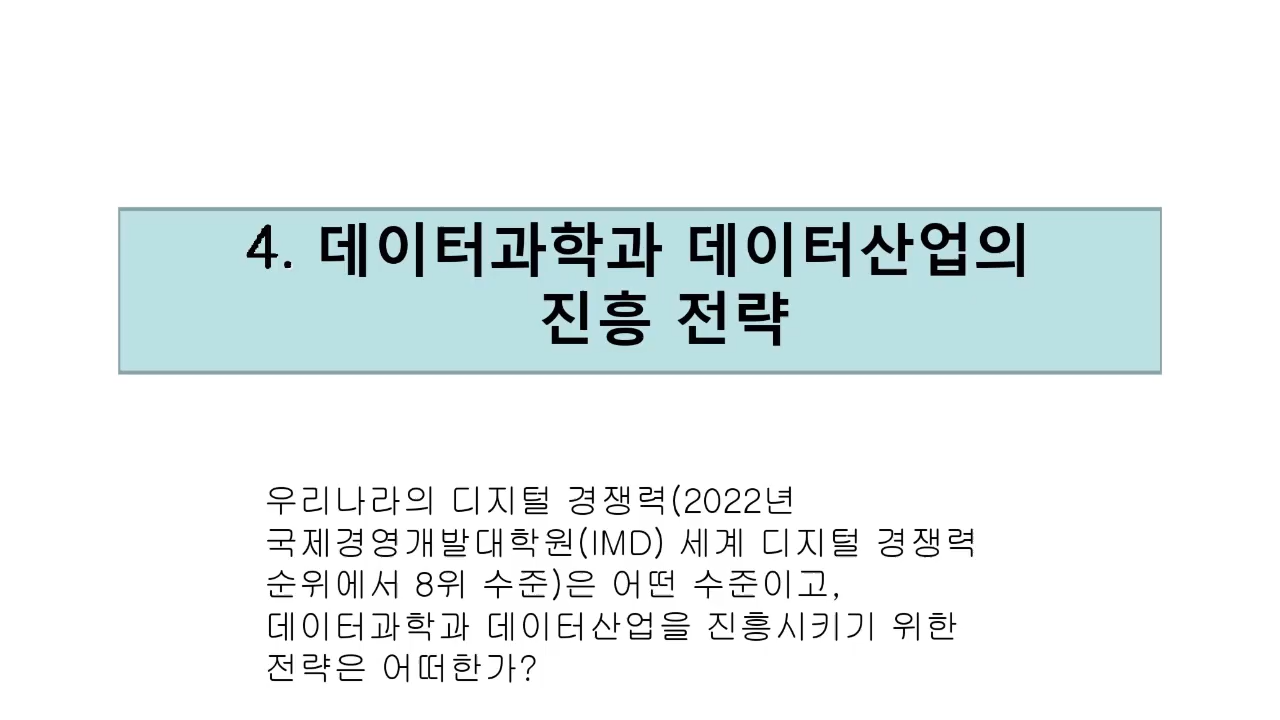 4. 데이터과학과 데이터산업의
진흥 전략
우리나라의 디지털 경쟁력(2022년
국제경영개발대학원(IMD) 세계 디지털 경쟁력
순위에서 8위 수준)은 어떤 수준이고,
데이터과학과 데이터산업을 진흥시키기 위한
전략은 어떠한가?